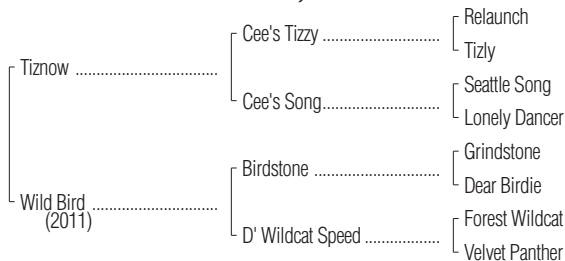 Relaunch
Cee's Tizzy ..............................
Tizly
Tiznow .....................................
Seattle Song
Cee's Song..............................
Lonely Dancer
Grindstone
Birdstone ................................
Dear Birdie
Wild Bird .................................
(2011)
Forest Wildcat
D' Wildcat Speed ...................
Velvet Panther